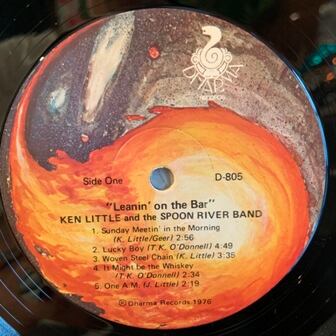 DHARMA
Side One
D-805
"Leanin' on the Bar"
KEN LITTLE and the SPOON RIVER BAND
1. Sunday Meetin' in the Morning
(K. Little/Geer) 2:56
2. Lucky Boy (T.K. O'Donnell) 4:49
3. Woven Steel Chain (K. Little) 3:35
4. It Might be the Whiskey
(T.K. O'Donnell) 2:34
5. One A.M. (J. Little) 2:19
℗Dharma Records 1976